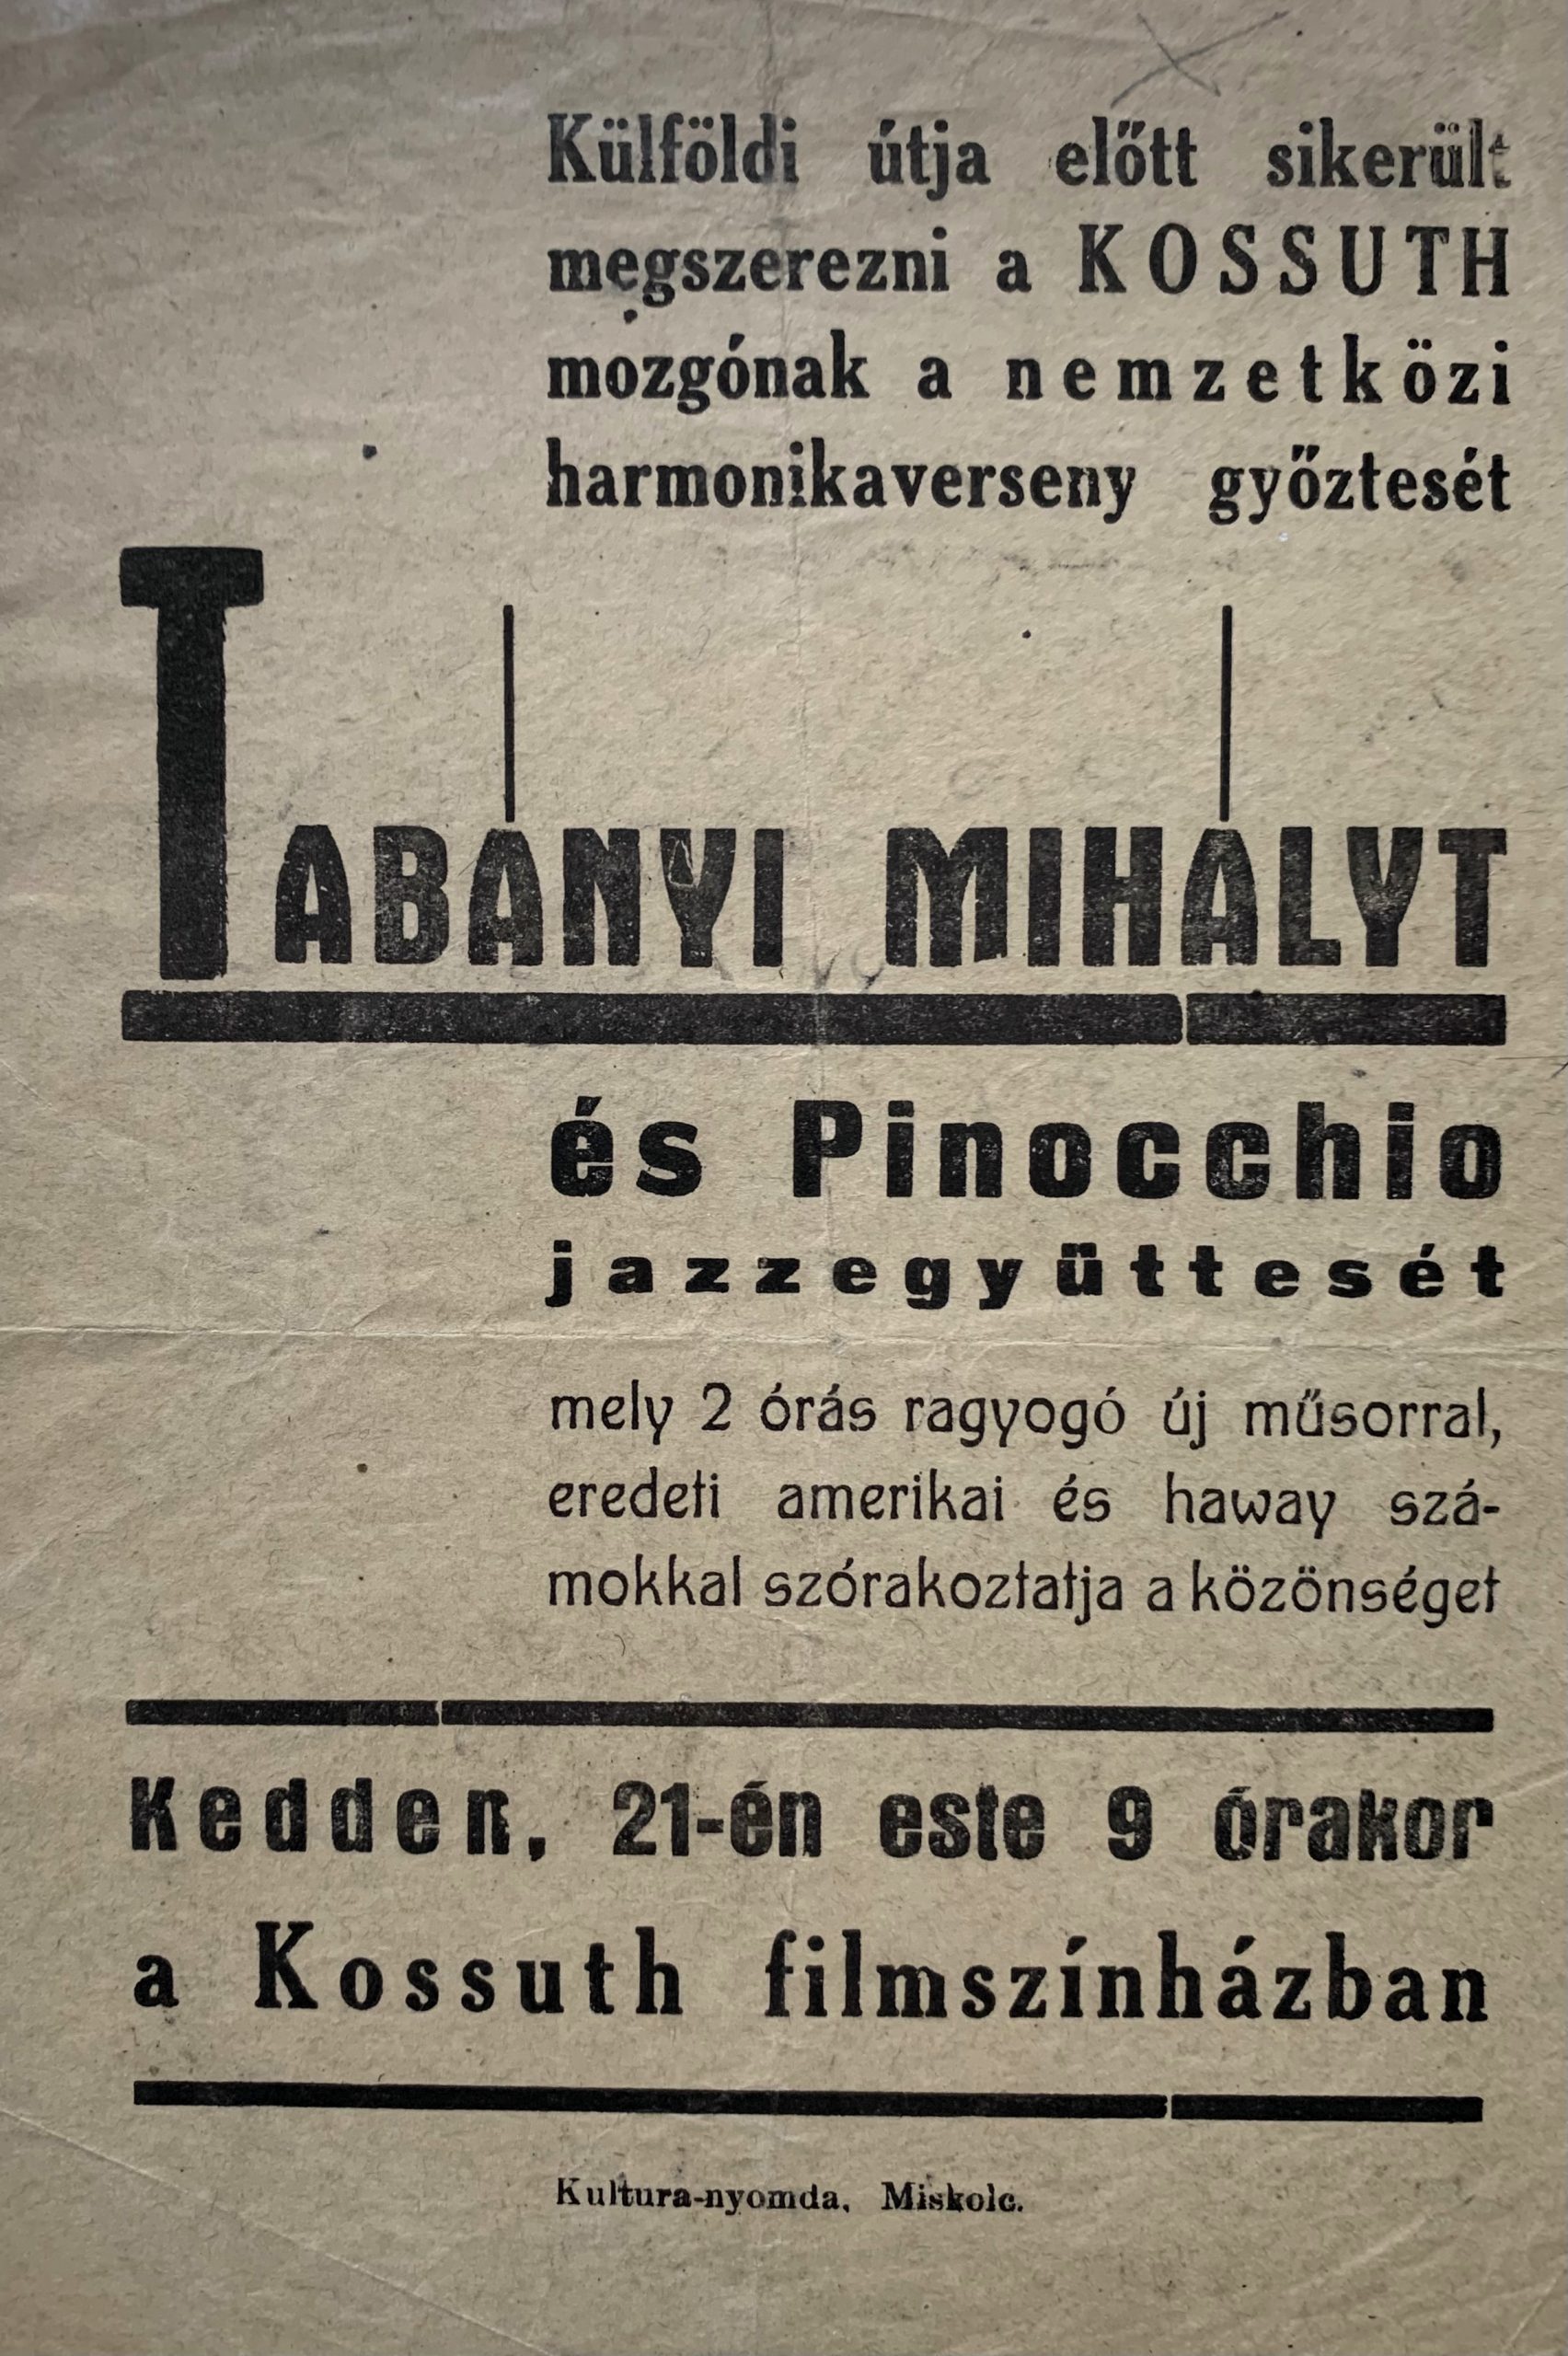 Külföldi útja előtt sikerült
megszerezni a KOSSUTH
mozgónak a nemzetközi
harmonikaverseny győztesét
TABÁNYI MIHÁLYT
és Pinocchio
jazzegyüttesét
mely 2 órás ragyogó új műsorral,
eredeti amerikai és haway szá-
mokkal szórakoztatja a közönséget
Kedden, 21-én este 9 órakor
a Kossuth filmszínházban
Kultura-nyomda, Miskolc.